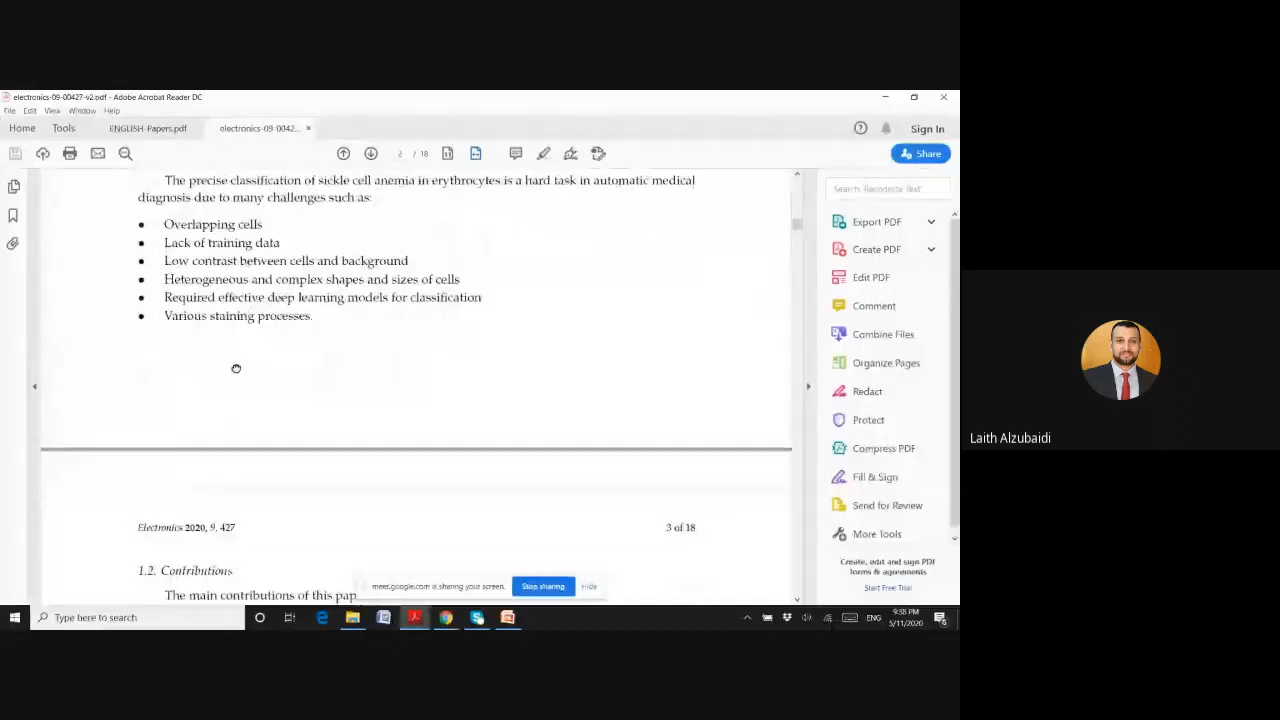 electronics-09-00427-v2.pdf - Adobe Acrobat Reader DC
File Edit View Window Help
Home Tools ENGLISH-Papers.pdf electronics-09-0042... × Sign In
2 / 18 Share
The precise classification of sickle cell anemia in erythrocytes is a hard task in automatic medical
diagnosis due to many challenges such as:
• Overlapping cells
• Lack of training data
• Low contrast between cells and background
• Heterogeneous and complex shapes and sizes of cells
• Required effective deep learning models for classification
• Various staining processes.
Electronics 2020, 9, 427 3 of 18
1.2. Contributions
The main contributions of this pap
meet.google.com is sharing your screen. Stop sharing Hide
Search 'Recognize Text'
Export PDF
Create PDF
Edit PDF
Comment
Combine Files
Organize Pages
Redact
Protect
Compress PDF
Fill & Sign
Send for Review
More Tools
Create, edit and sign PDF
forms & agreements
Start Free Trial
Type here to search
ENG
9:38 PM
5/11/2020
Laith Alzubaidi